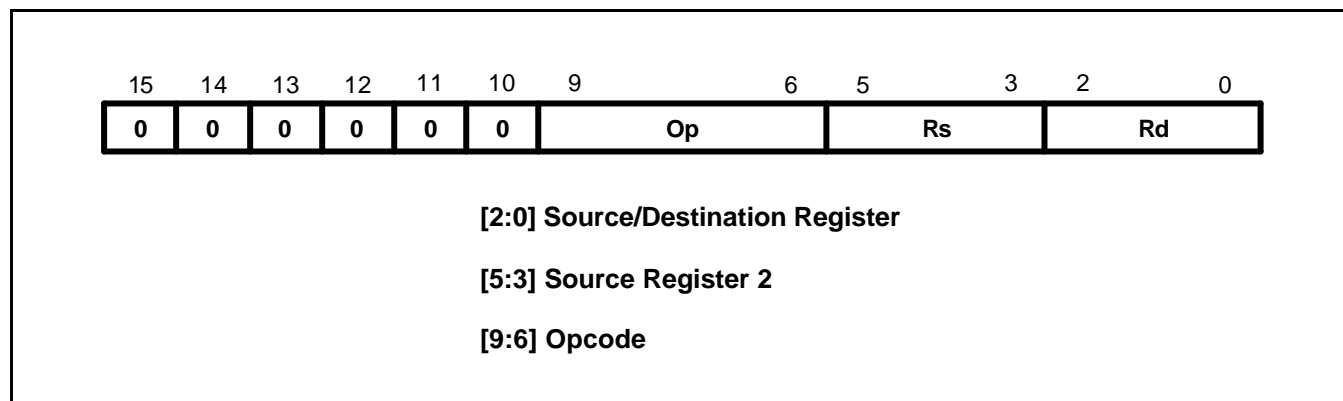 15 14 13 12 11 10 9 6 5 3 2 0
0 0 0 0 0 0 Op Rs Rd
[2:0] Source/Destination Register
[5:3] Source Register 2
[9:6] Opcode